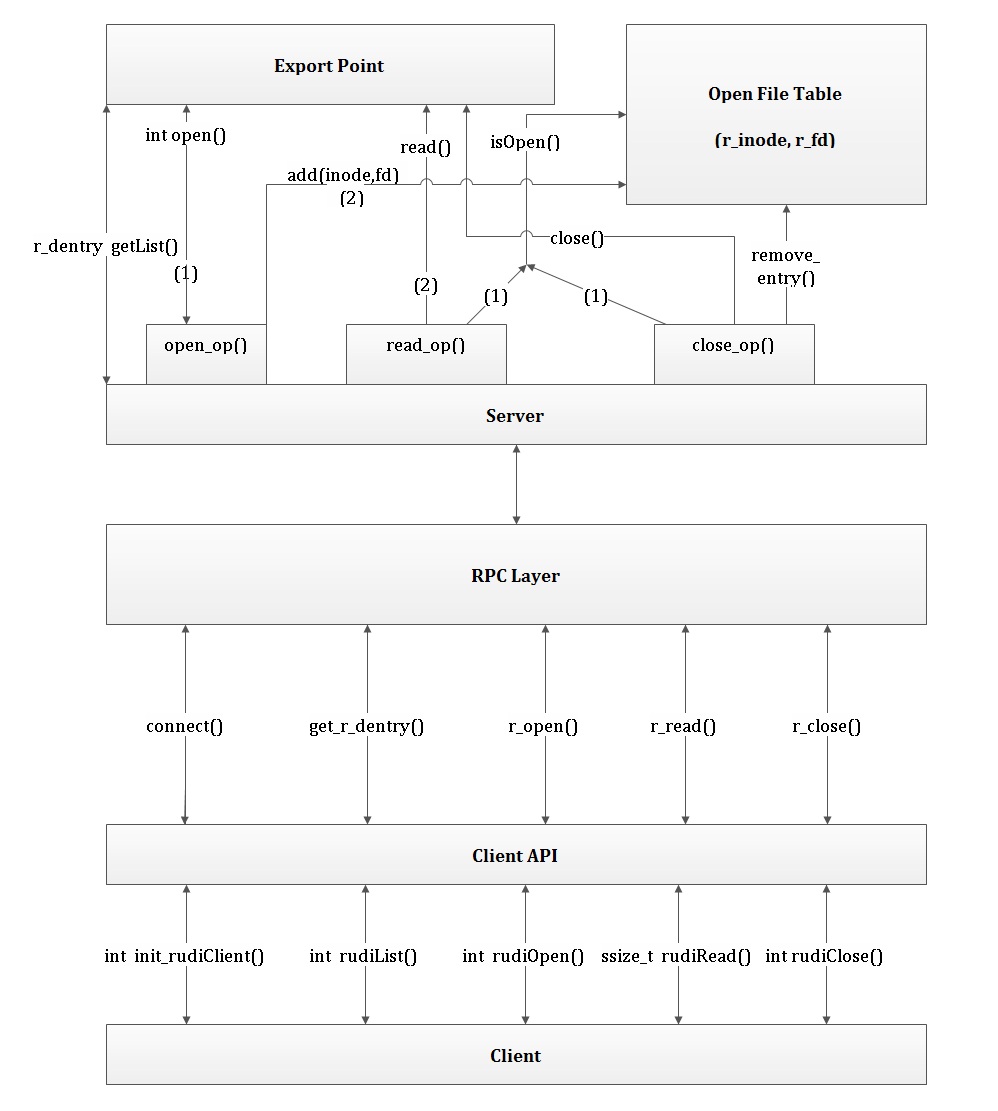 Export Point
Open File Table
(r_inode, r_fd)
int open()
read()
isOpen()
add(inode,fd)
(2)
r_dentry getList()
close()
remove_
entry()
(1)
(2)
(1)
(1)
open_op()
read_op()
close_op()
Server
RPC Layer
connect()
get_r_dentry()
r_open()
r_read()
r_close()
Client API
int init_rudiClient()
int rudiList()
int rudiOpen()
ssize_t rudiRead()
int rudiClose()
Client